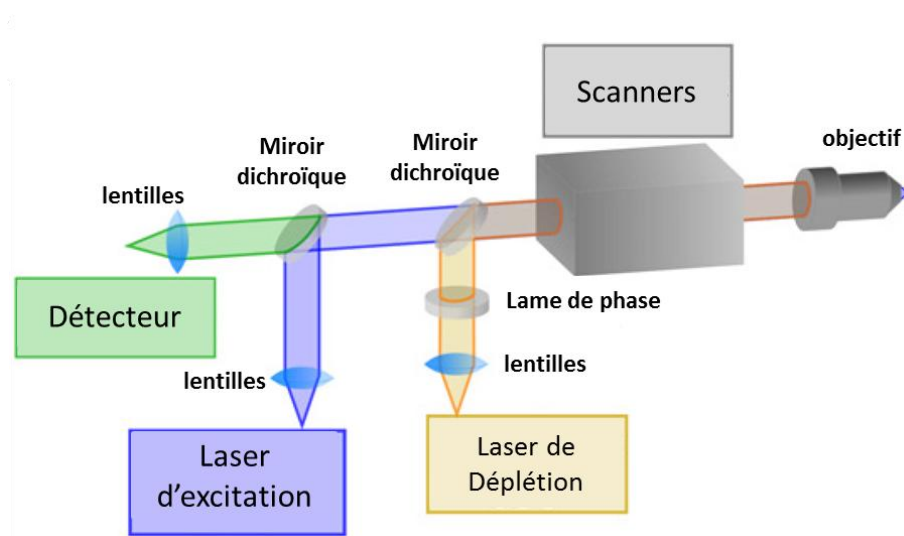 Scanners
objectif
Miroir
dichroïque
Miroir
dichroïque
lentilles
Lame de phase
Détecteur
lentilles
lentilles
Laser
d'excitation
Laser de
Déplétion